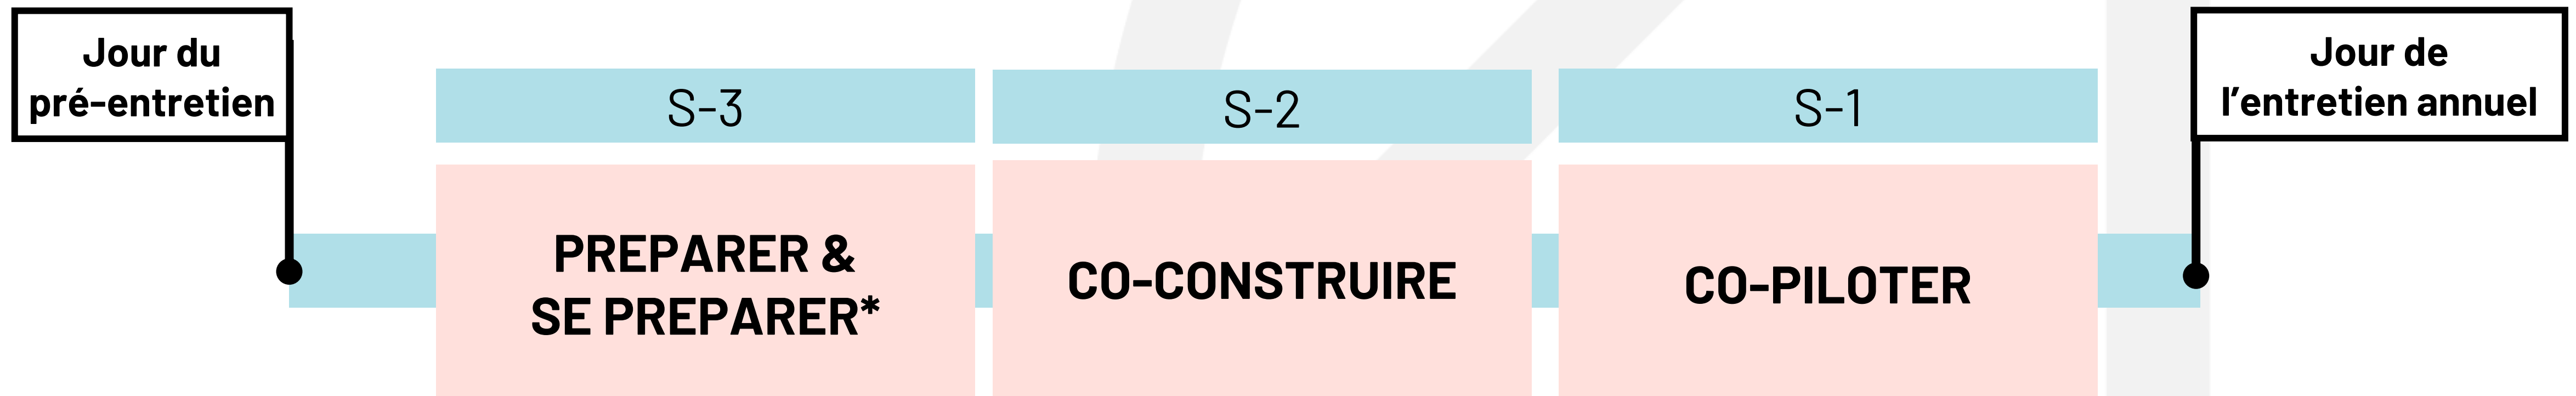 Jour du
pré-entretien
S-3
S-2
S-1
Jour de
l'entretien annuel
PREPARER &
SE PREPARER*
CO-CONSTRUIRE
CO-PILOTER